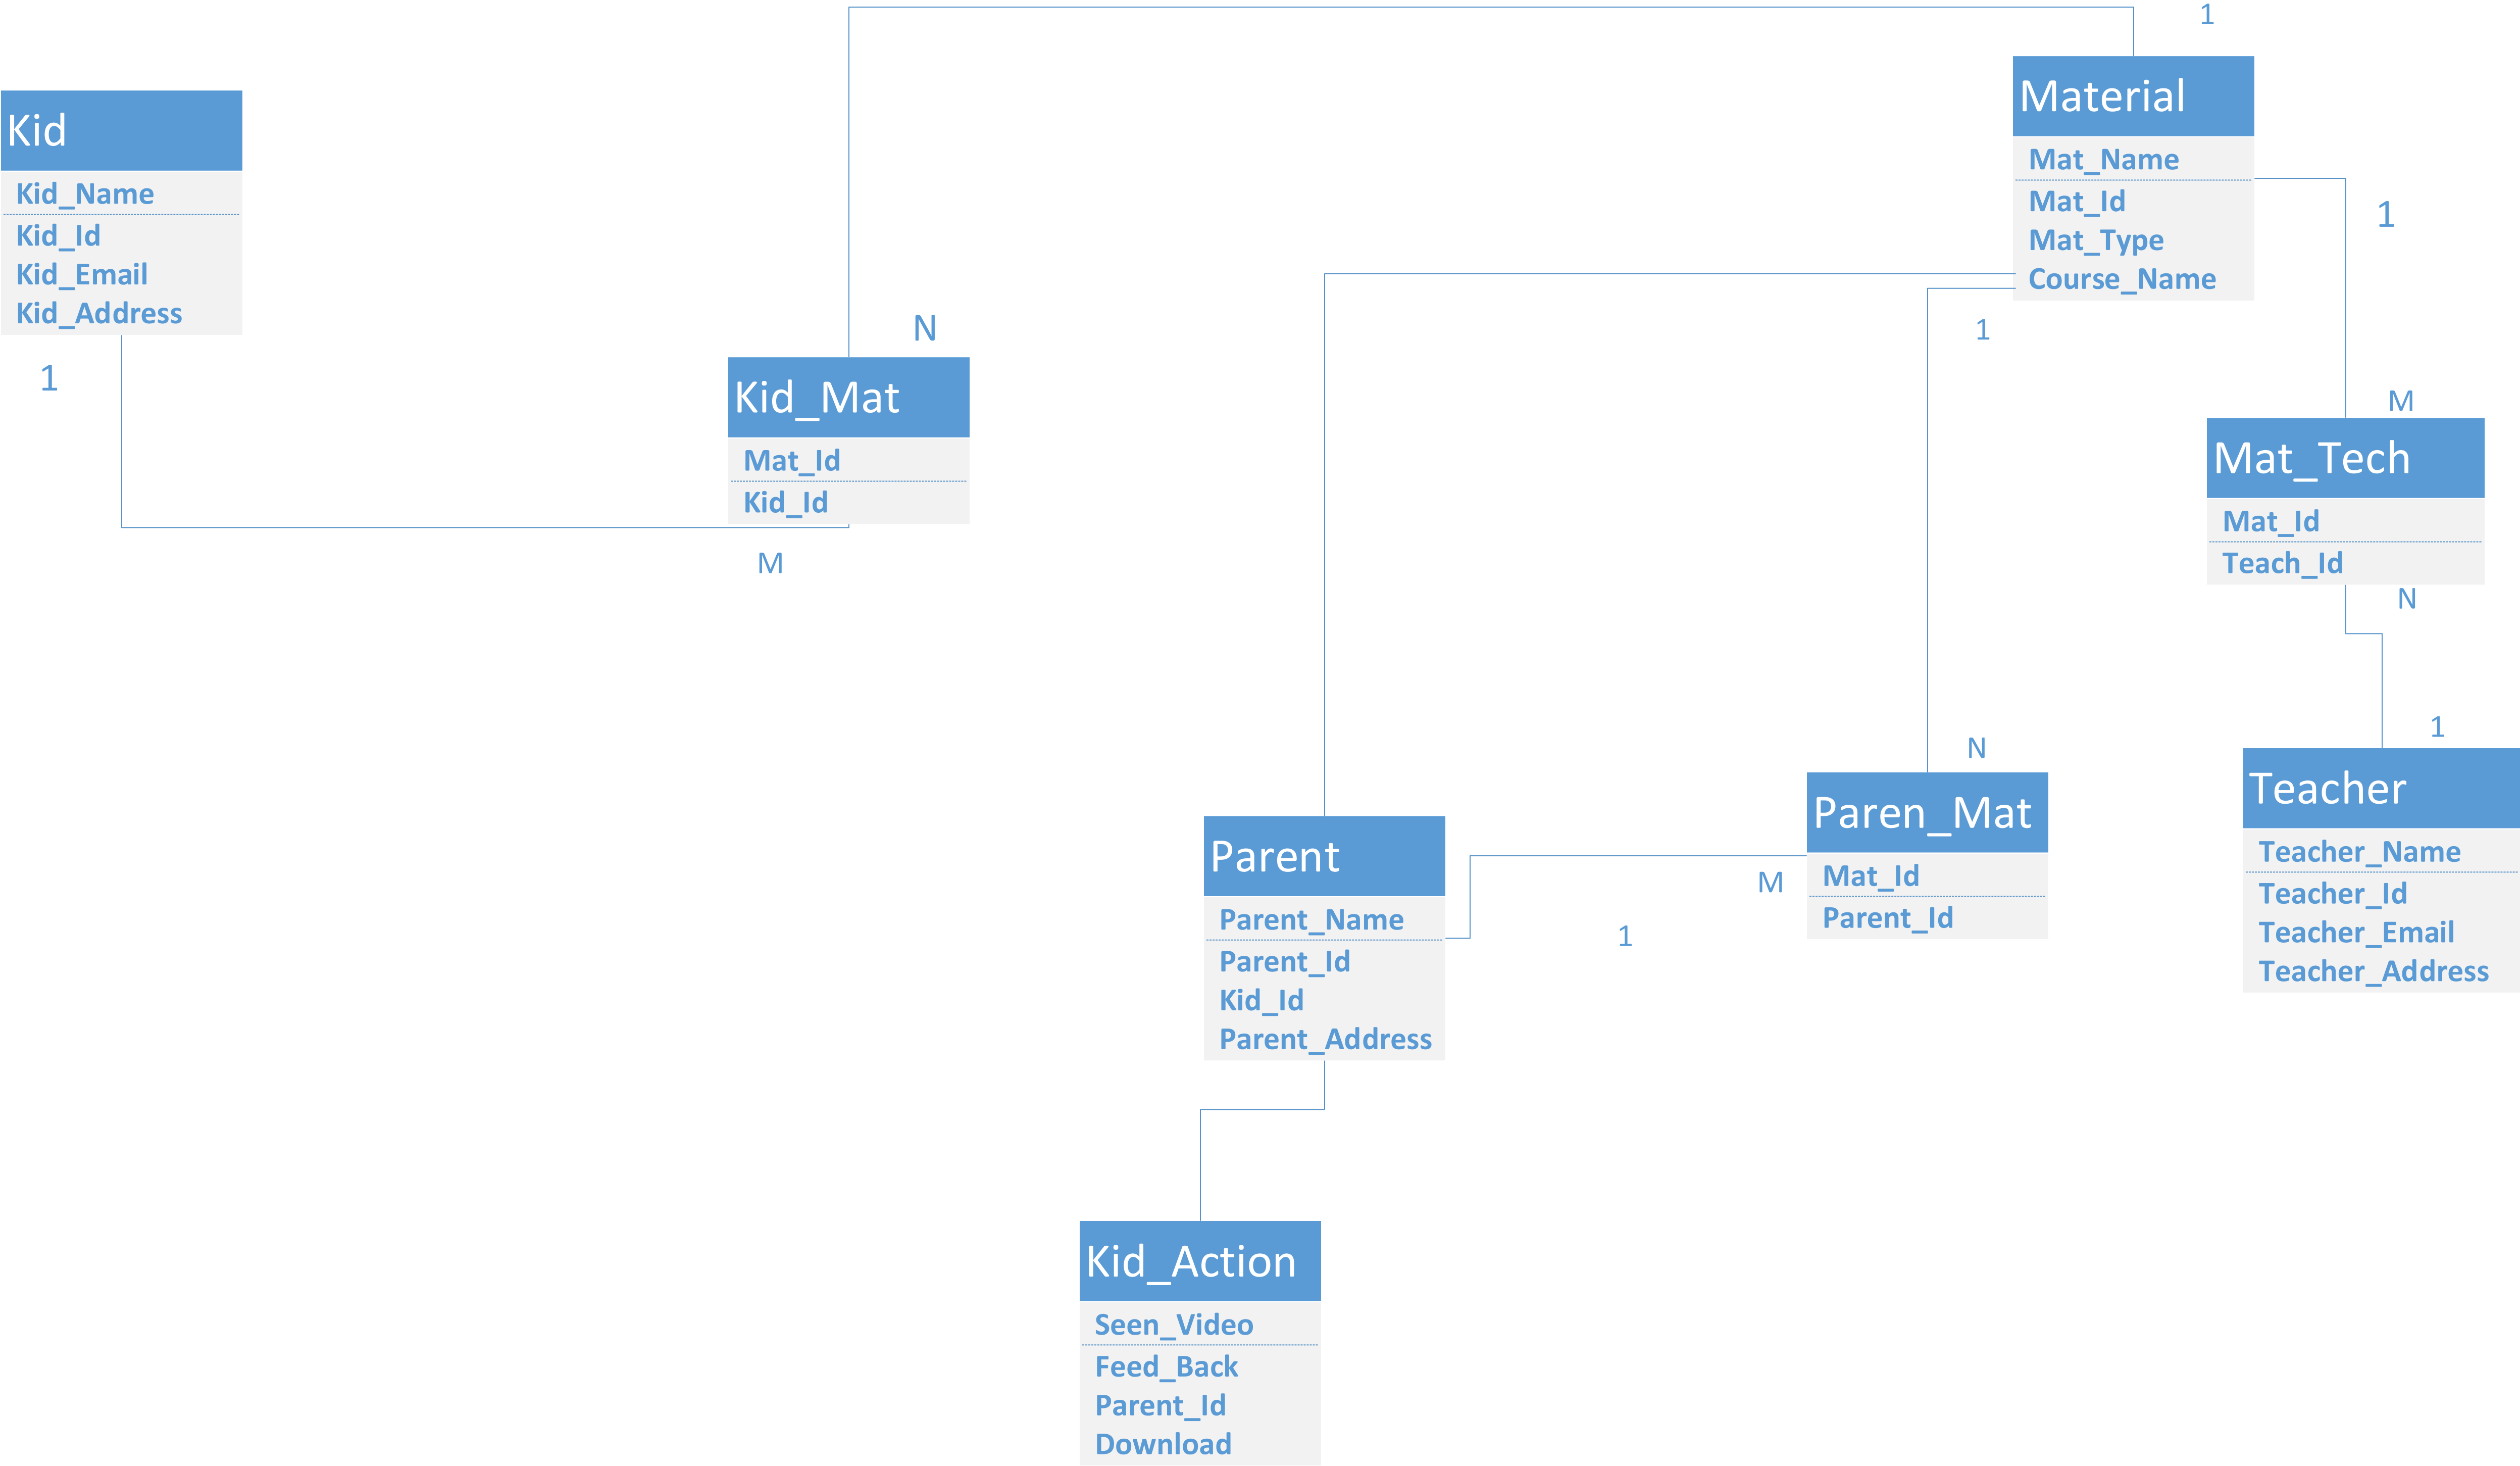 1
Material
Mat_Name
Mat_Id
Mat_Type
Course_Name
1
1
Kid
Kid_Name
Kid_Id
Kid_Email
Kid_Address
1
N
Kid_Mat
Mat_Id
Kid_Id
M
M
Mat_Tech
Mat_Id
Teach_Id
N
1
Teacher
Teacher_Name
Teacher_Id
Teacher_Email
Teacher_Address
N
Paren_Mat
Mat_Id
Parent_Id
M
1
Parent
Parent_Name
Parent_Id
Kid_Id
Parent_Address
Kid_Action
Seen_Video
Feed_Back
Parent_Id
Download